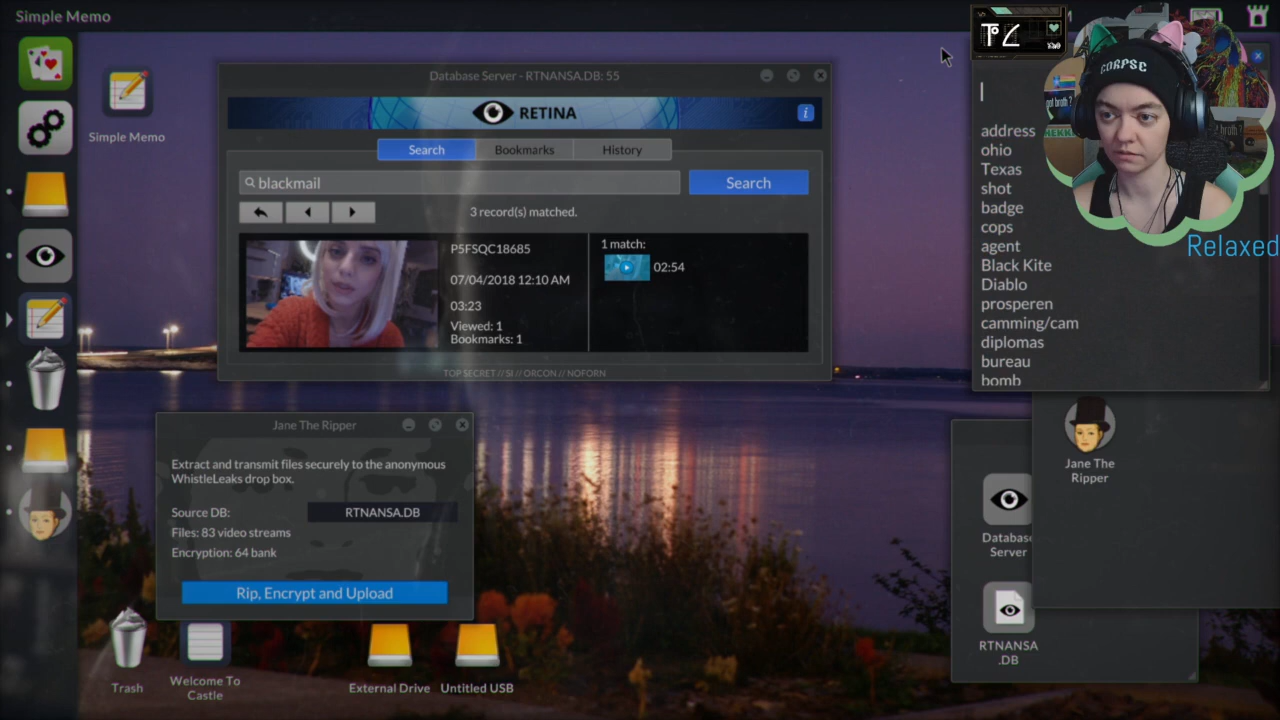 Simple Memo
Simple Memo
Database Server - RTNANSA.DB: 55
RETINA
i
Search
Bookmarks
History
blackmail
Search
3 record(s) matched.
P5FSQC18685
07/04/2018 12:10 AM
03:23
Viewed: 1
Bookmarks: 1
1 match:
02:54
TOP SECRET // SI // ORCON // NOFORN
Jane The Ripper
Extract and transmit files securely to the anonymous
WhistleLeaks drop box.
Source DB:
RTNANSA.DB
Files: 83 video streams
Encryption: 64 bank
Rip, Encrypt and Upload
Trash
Welcome To
Castle
External Drive
Untitled USB
address
ohio
Texas
shot
badge
cops
agent
Black Kite
Diablo
prosperen
camming/cam
diplomas
bureau
bomb
CORPSE
got broth ?
Relaxed
Jane The
Ripper
Database
Server
RTNANSA
.DB